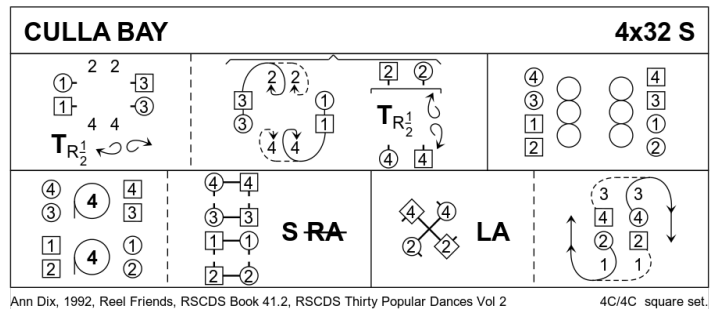 CULLA BAY 4x32 S
2 2 2 2 2 2
1 3 3 1 4 4
1 3 3 1 3 3
4 4 4 4 T R 1/2 1 1
T R 1/2 4 4 2 2
4 4 4 4 4 4 3 3
3 3 3 3 S RA 4 2 LA 4 4
1 1 4 1 1 2 2
2 2 2 2 2 1 1
Ann Dix, 1992, Reel Friends, RSCDS Book 41.2, RSCDS Thirty Popular Dances Vol 2 4C/4C square set.